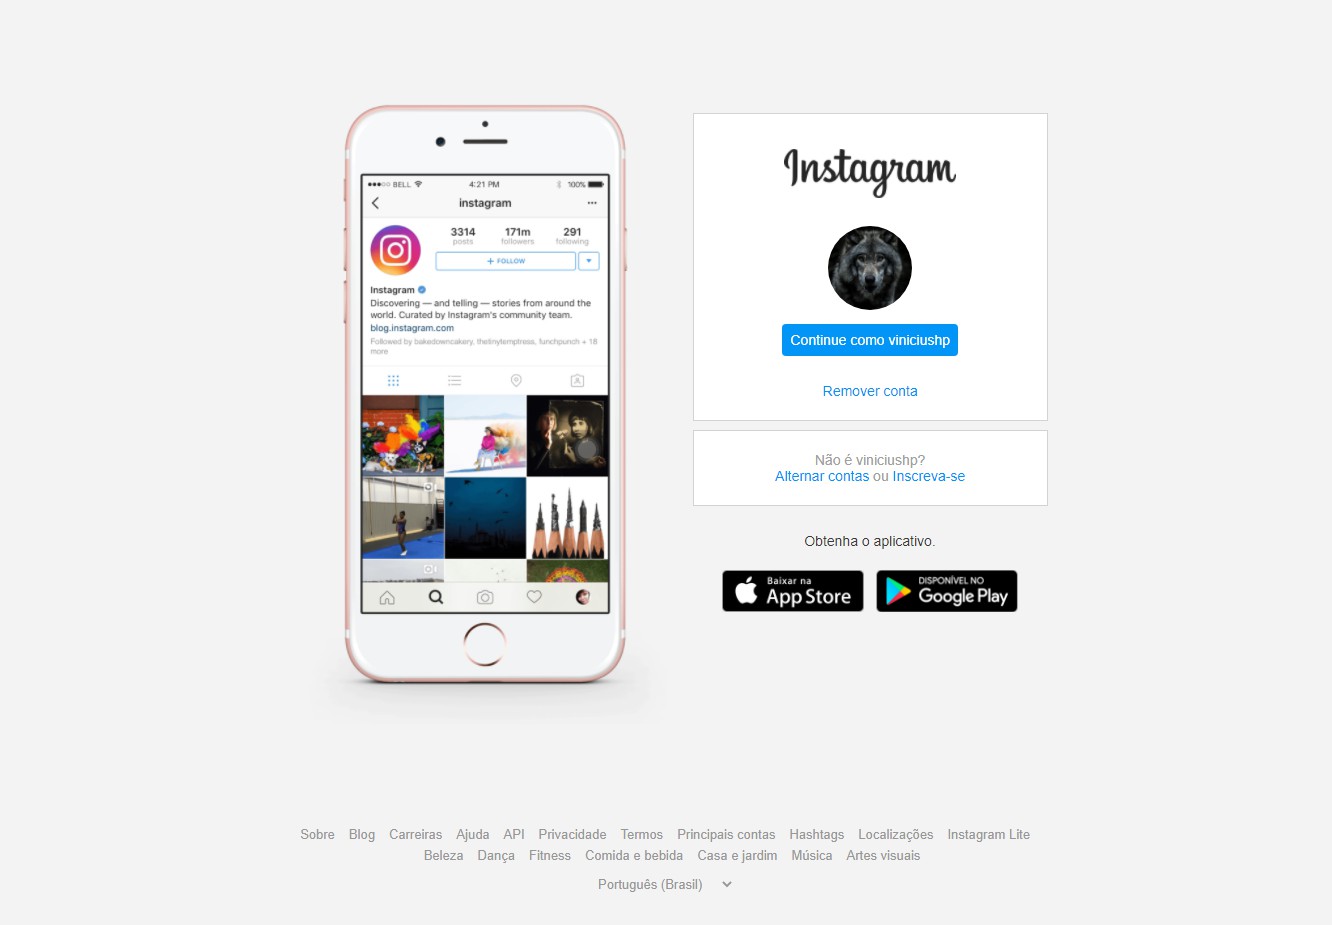 BELL
4:21 PM
100%
instagram
3314
171m
291
posts
followers
following
+ FOLLOW
Instagram
Discovering — and telling — stories from around the
world. Curated by Instagram's community team.
blog.instagram.com
Followed by bakedowncakery, thetinytemptress, funchpunch + 18
more
Instagram
Continue como viniciushp
Remover conta
Não é viniciushp?
Alternar contas ou Inscreva-se
Obtenha o aplicativo.
Baixar na
App Store
DISPONÍVEL NO
Google Play
Sobre Blog Carreiras Ajuda API Privacidade Termos Principais contas Hashtags Localizações Instagram Lite
Beleza Dança Fitness Comida e bebida Casa e jardim Música Artes visuais
Português (Brasil)